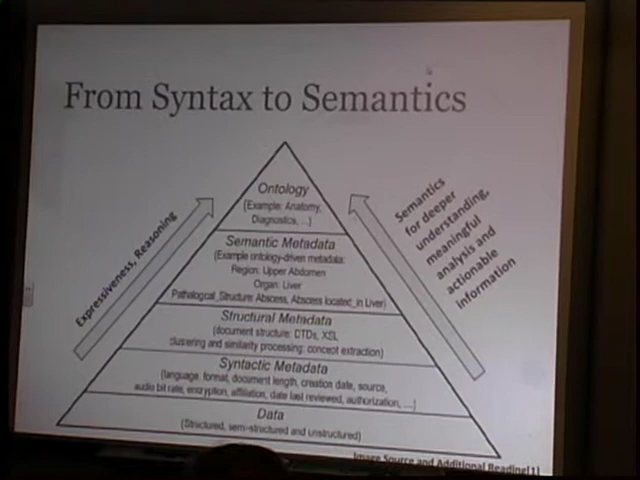 From Syntax to Semantics
Ontology
(Example: Anatomy,
Diagnostics, ...)
Semantic Metadata
(Example ontology-driven metadata:
Region: Upper Abdomen
Organ: Liver
Pathological_Structure: Abscess, Abscess located_in Liver)
Structural Metadata
(document structure: DTDs, XSL
clustering and similarity processing: concept extraction)
Syntactic Metadata
(language, format, document length, creation date, source,
audio bit rate, encryption, affiliation, date last reviewed, authorization, ...)
Data
(Structured, semi-structured and unstructured)
Expressiveness, Reasoning
Semantics
for deeper
understanding,
meaningful
analysis and
actionable
information
Image Source and Additional Reading[1]